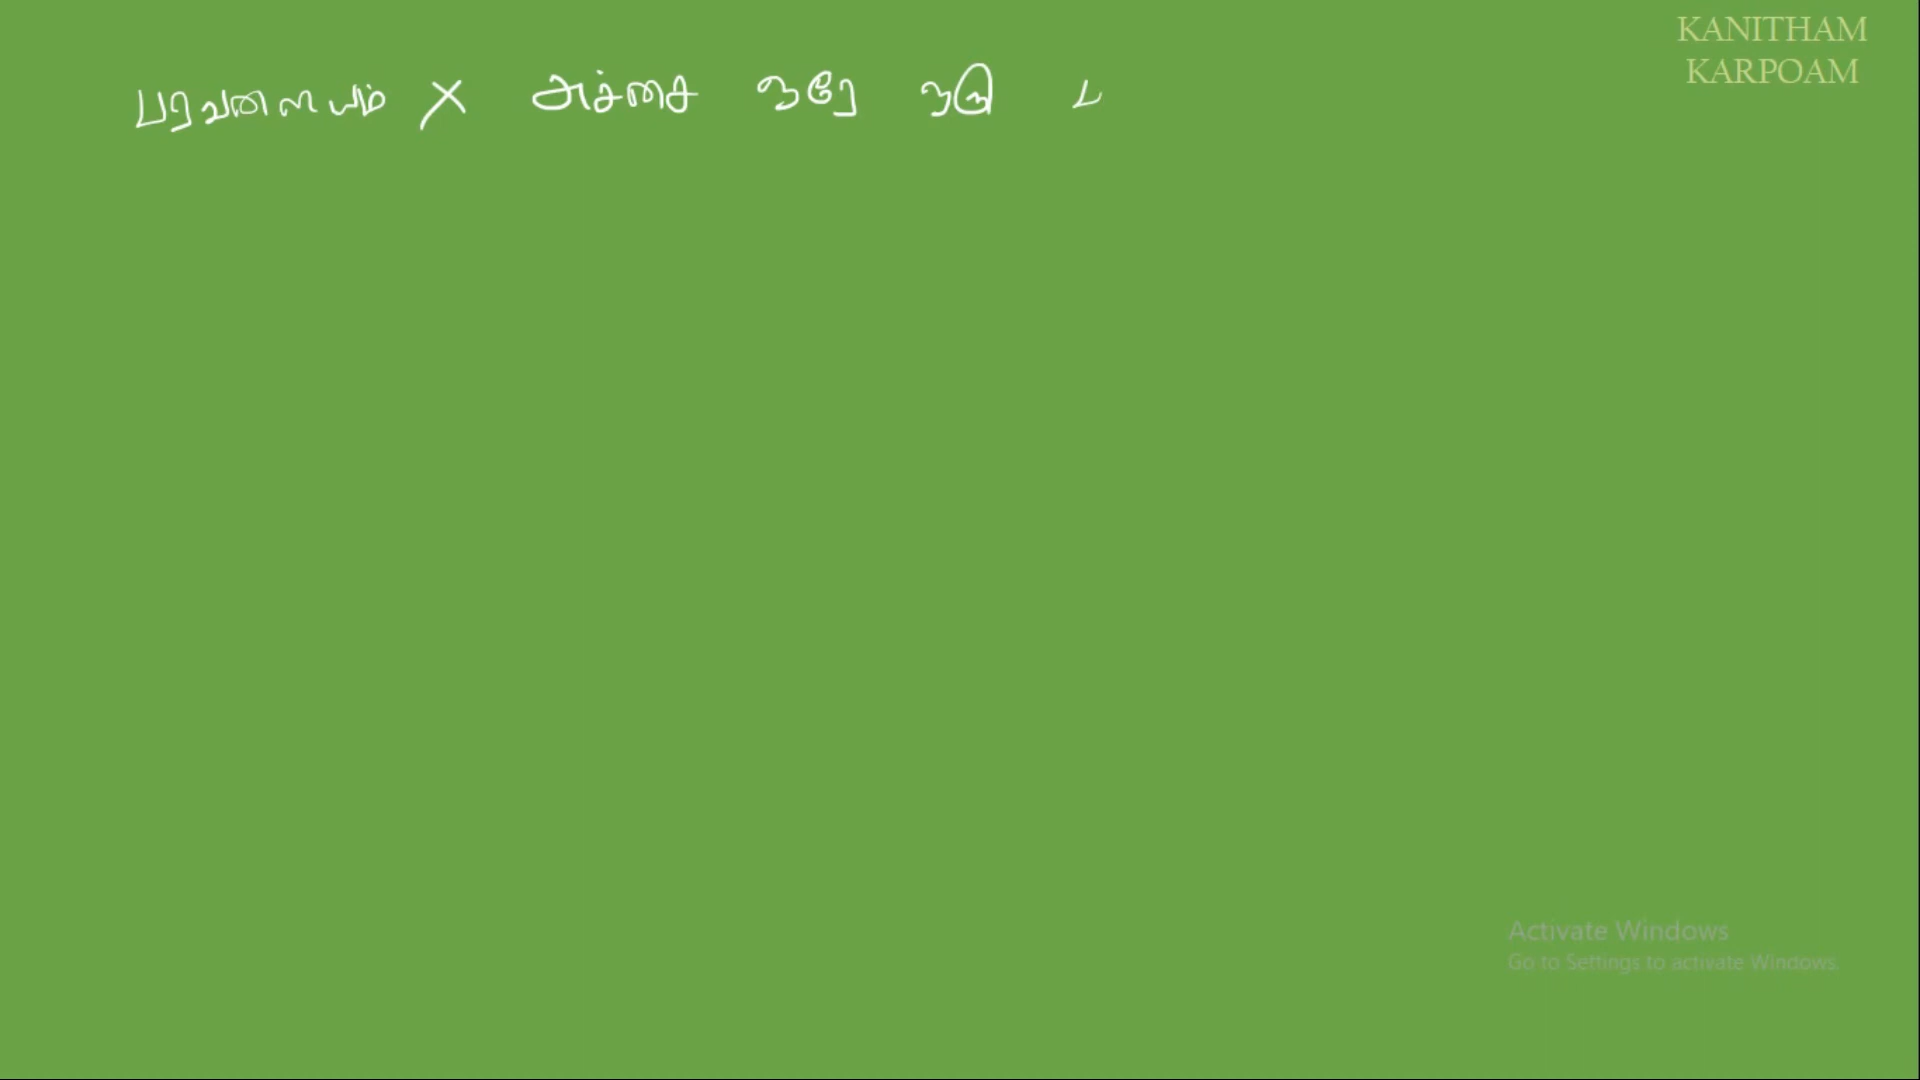 KANITHAM
KARPOAM
பரவளையம் X அச்சை ஒரே ஒரு
Activate Windows
Go to Settings to activate Windows.